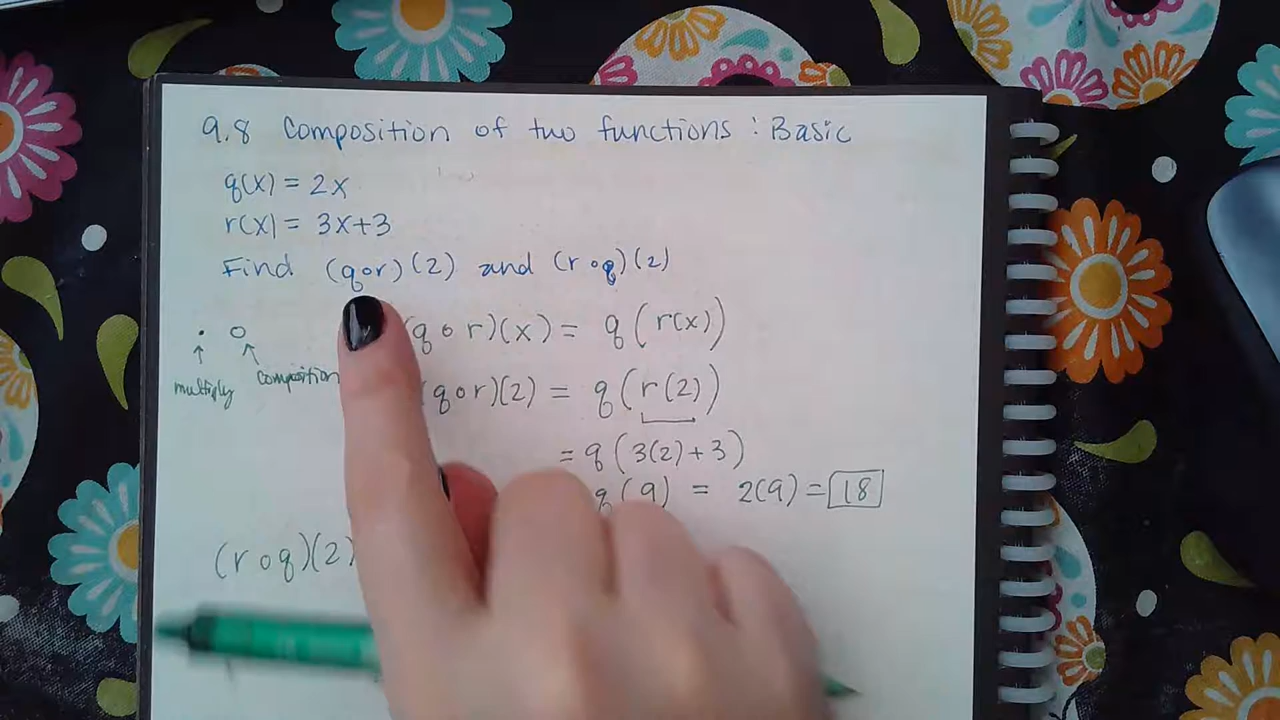 9.8 Composition of two functions : Basic
q(x) = 2x
r(x) = 3x+3
Find (q∘r)(2) and (r∘q)(2)
(q∘r)(x) = q(r(x))
. ○
↑ ↖
multiply composition
(q∘r)(2) = q(r(2))
= q(3(2)+3)
q(9) = 2(9) = 18
(r∘q)(2)